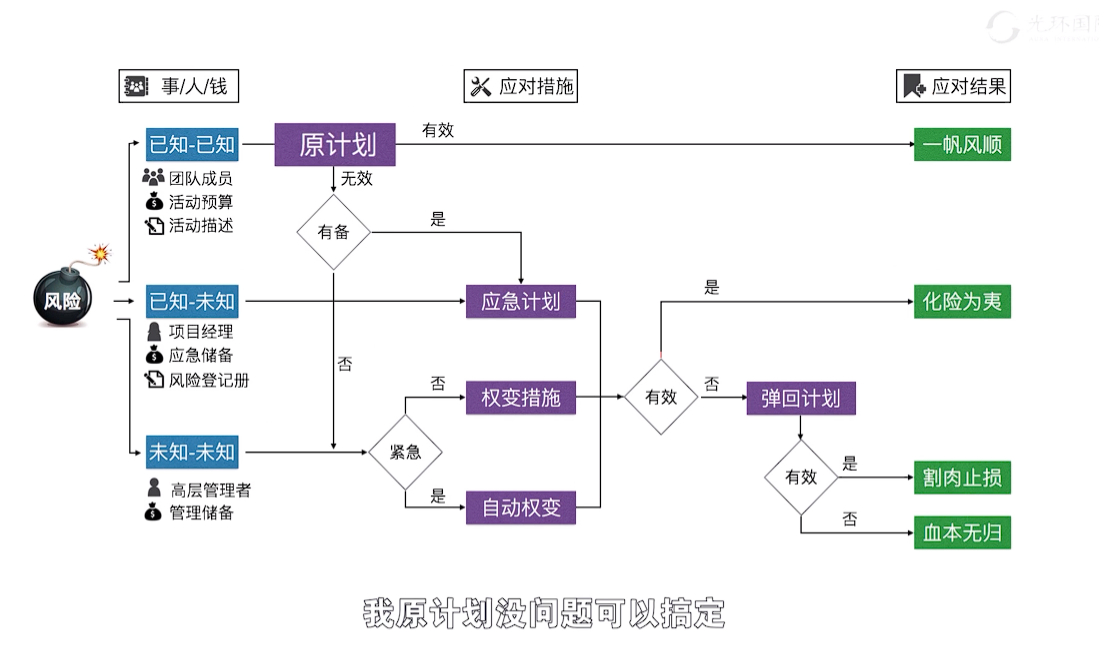 光环国际
事/人/钱
应对措施
应对结果
已知-已知
原计划
有效
一帆风顺
无效
团队成员
活动预算
活动描述
有备
是
风险
已知-未知
应急计划
是
化险为夷
项目经理
应急储备
风险登记册
否
否
权变措施
有效
否
弹回计划
未知-未知
紧急
高层管理者
管理储备
是
自动权变
有效
是
割肉止损
否
血本无归
我原计划没问题可以搞定